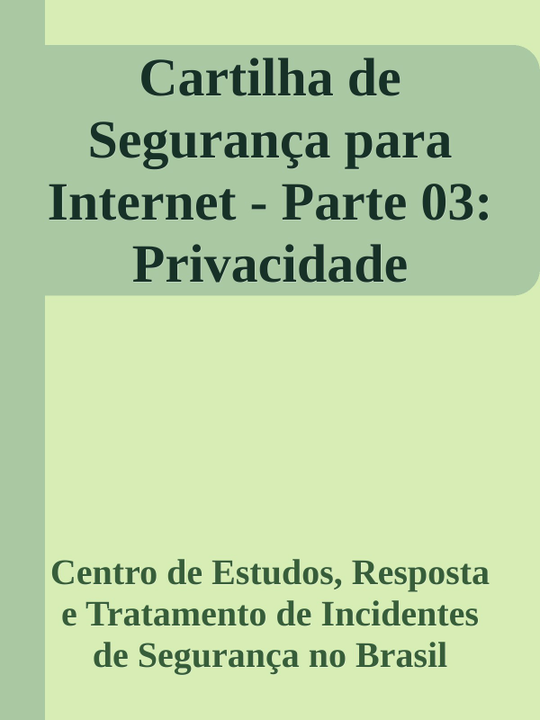 Cartilha de
Segurança para
Internet - Parte 03:
Privacidade
Centro de Estudos, Resposta
e Tratamento de Incidentes
de Segurança no Brasil